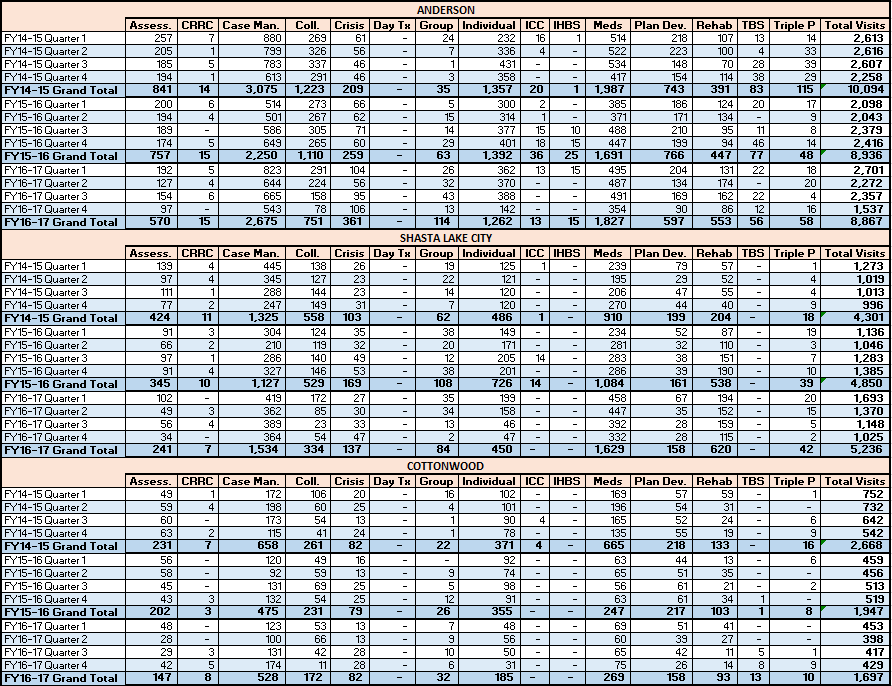 ANDERSON
Assess. CRRC Case Man. Coll. Crisis Day Tx Group Individual ICC IHBS Meds Plan Dev. Rehab TBS Triple P Total Visits
FY14-15 Quarter 1 257 7 880 269 61 - 24 232 16 1 514 218 107 13 14 2,613
FY14-15 Quarter 2 205 1 799 326 56 - 7 336 4 - 522 223 100 4 33 2,616
FY14-15 Quarter 3 185 5 783 337 46 - 1 431 - - 534 148 70 28 39 2,607
FY14-15 Quarter 4 194 1 613 291 46 - 3 358 - - 417 154 114 38 29 2,258
FY14-15 Grand Total 841 14 3,075 1,223 209 - 35 1,357 20 1 1,987 743 391 83 115 10,094
FY15-16 Quarter 1 200 6 514 273 66 - 5 300 2 - 385 186 124 20 17 2,098
FY15-16 Quarter 2 194 4 501 267 62 - 15 314 1 - 371 171 134 - 9 2,043
FY15-16 Quarter 3 189 - 586 305 71 - 14 377 15 10 488 210 95 11 8 2,379
FY15-16 Quarter 4 174 5 649 265 60 - 29 401 18 15 447 199 94 46 14 2,416
FY15-16 Grand Total 757 15 2,250 1,110 259 - 63 1,392 36 25 1,691 766 447 77 48 8,936
FY16-17 Quarter 1 192 5 823 291 104 - 26 362 13 15 495 204 131 22 18 2,701
FY16-17 Quarter 2 127 4 644 224 56 - 32 370 - - 487 134 174 - 20 2,272
FY16-17 Quarter 3 154 6 665 158 95 - 43 388 - - 491 169 162 22 4 2,357
FY16-17 Quarter 4 97 - 543 78 106 - 13 142 - - 354 90 86 12 16 1,537
FY16-17 Grand Total 570 15 2,675 751 361 - 114 1,262 13 15 1,827 597 553 56 58 8,867
SHASTA LAKE CITY
Assess. CRRC Case Man. Coll. Crisis Day Tx Group Individual ICC IHBS Meds Plan Dev. Rehab TBS Triple P Total Visits
FY14-15 Quarter 1 139 4 445 138 26 - 19 125 1 - 239 79 57 - 1 1,273
FY14-15 Quarter 2 97 4 345 127 23 - 22 121 - - 195 29 52 - 4 1,019
FY14-15 Quarter 3 111 1 288 144 23 - 14 120 - - 206 47 55 - 4 1,013
FY14-15 Quarter 4 77 2 247 149 31 - 7 120 - - 270 44 40 - 9 996
FY14-15 Grand Total 424 11 1,325 558 103 - 62 486 1 - 910 199 204 - 18 4,301
FY15-16 Quarter 1 91 3 304 124 35 - 38 149 - - 234 52 87 - 19 1,136
FY15-16 Quarter 2 66 2 210 119 32 - 20 171 - - 281 32 110 - 3 1,046
FY15-16 Quarter 3 97 1 286 140 49 - 12 205 14 - 283 38 151 - 7 1,283
FY15-16 Quarter 4 91 4 327 146 53 - 38 201 - - 286 39 190 - 10 1,385
FY15-16 Grand Total 345 10 1,127 529 169 - 108 726 14 - 1,084 161 538 - 39 4,850
FY16-17 Quarter 1 102 - 419 172 27 - 35 199 - - 458 67 194 - 20 1,693
FY16-17 Quarter 2 49 3 362 85 30 - 34 158 - - 447 35 152 - 15 1,370
FY16-17 Quarter 3 56 4 389 23 33 - 13 46 - - 392 28 159 - 5 1,148
FY16-17 Quarter 4 34 - 364 54 47 - 2 47 - - 332 28 115 - 2 1,025
FY16-17 Grand Total 241 7 1,534 334 137 - 84 450 - - 1,629 158 620 - 42 5,236
COTTONWOOD
Assess. CRRC Case Man. Coll. Crisis Day Tx Group Individual ICC IHBS Meds Plan Dev. Rehab TBS Triple P Total Visits
FY14-15 Quarter 1 49 1 172 106 20 - 16 102 - - 169 57 59 - 1 752
FY14-15 Quarter 2 59 4 198 60 25 - 4 101 - - 196 54 31 - - 732
FY14-15 Quarter 3 60 - 173 54 13 - 1 90 4 - 165 52 24 - 6 642
FY14-15 Quarter 4 63 2 115 41 24 - 1 78 - - 135 55 19 - 9 542
FY14-15 Grand Total 231 7 658 261 82 - 22 371 4 - 665 218 133 - 16 2,668
FY15-16 Quarter 1 56 - 120 49 16 - - 92 - - 63 44 13 - 6 459
FY15-16 Quarter 2 58 - 92 59 13 - 9 74 - - 65 51 35 - - 456
FY15-16 Quarter 3 45 - 131 69 25 - 5 98 - - 56 61 21 - 2 513
FY15-16 Quarter 4 43 3 132 54 25 - 12 91 - - 63 61 34 1 - 519
FY15-16 Grand Total 202 3 475 231 79 - 26 355 - - 247 217 103 1 8 1,947
FY16-17 Quarter 1 48 - 123 53 13 - 7 48 - - 69 51 41 - - 453
FY16-17 Quarter 2 28 - 100 66 13 - 9 56 - - 60 39 27 - - 398
FY16-17 Quarter 3 29 3 131 42 28 - 10 50 - - 65 42 11 5 1 417
FY16-17 Quarter 4 42 5 174 11 28 - 6 31 - - 75 26 14 8 9 429
FY16-17 Grand Total 147 8 528 172 82 - 32 185 - - 269 158 93 13 10 1,697